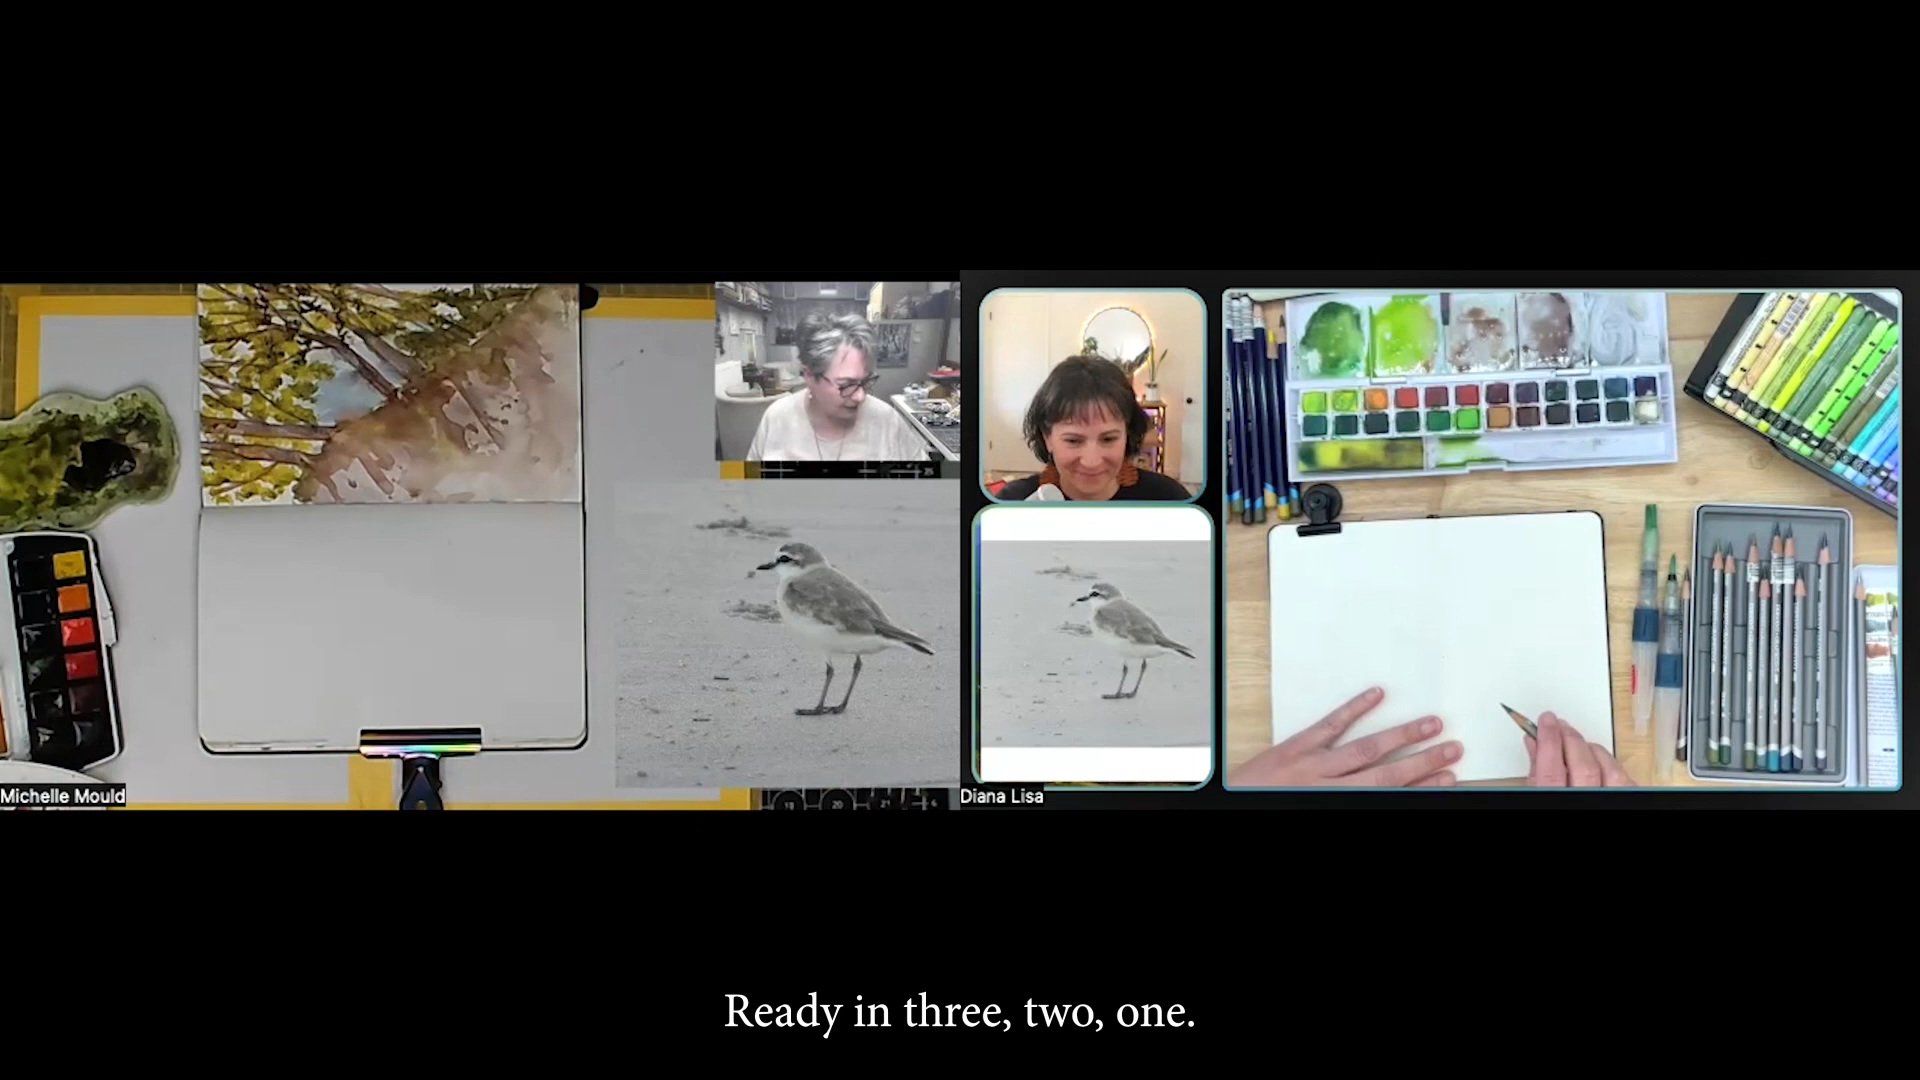 Michelle Mould
Diana Lisa
Ready in three, two, one.